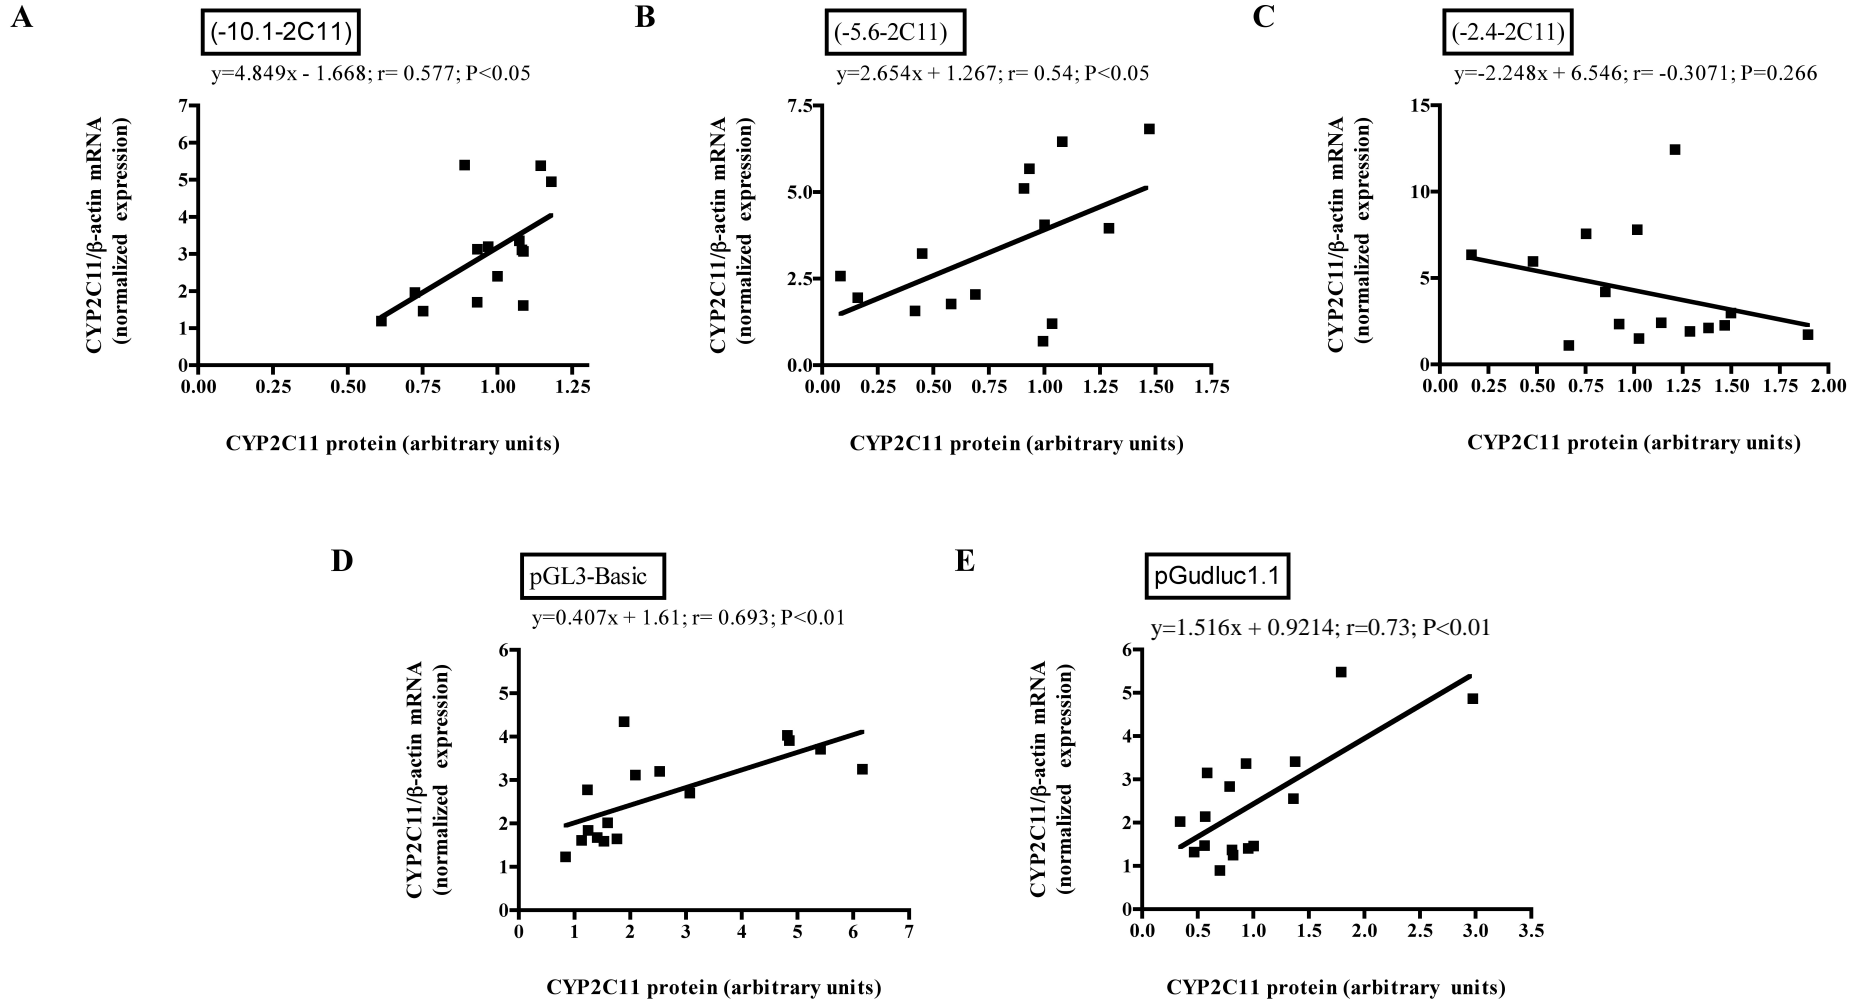 A
(-10.1-2C11)
y=4.849x - 1.668; r= 0.577; P<0.05
CYP2C11/β-actin mRNA
(normalized expression)
7
6
5
4
3
2
1
0
0.00 0.25 0.50 0.75 1.00 1.25
CYP2C11 protein (arbitrary units)
B
(-5.6-2C11)
y=2.654x + 1.267; r= 0.54; P<0.05
CYP2C11/β-actin mRNA
(normalized expression)
7.5
5.0
2.5
0.0
0.00 0.25 0.50 0.75 1.00 1.25 1.50 1.75
CYP2C11 protein (arbitrary units)
C
(-2.4-2C11)
y=-2.248x + 6.546; r= -0.3071; P=0.266
CYP2C11/β-actin mRNA
(normalized expression)
15
10
5
0
0.00 0.25 0.50 0.75 1.00 1.25 1.50 1.75 2.00
CYP2C11 protein (arbitrary units)
D
pGL3-Basic
y=0.407x + 1.61; r= 0.693; P<0.01
CYP2C11/β-actin mRNA
(normalized expression)
6
5
4
3
2
1
0
0 1 2 3 4 5 6 7
CYP2C11 protein (arbitrary units)
E
pGudluc1.1
y=1.516x + 0.9214; r=0.73; P<0.01
CYP2C11/β-actin mRNA
(normalized expression)
6
5
4
3
2
1
0
0.0 0.5 1.0 1.5 2.0 2.5 3.0 3.5
CYP2C11 protein (arbitrary units)